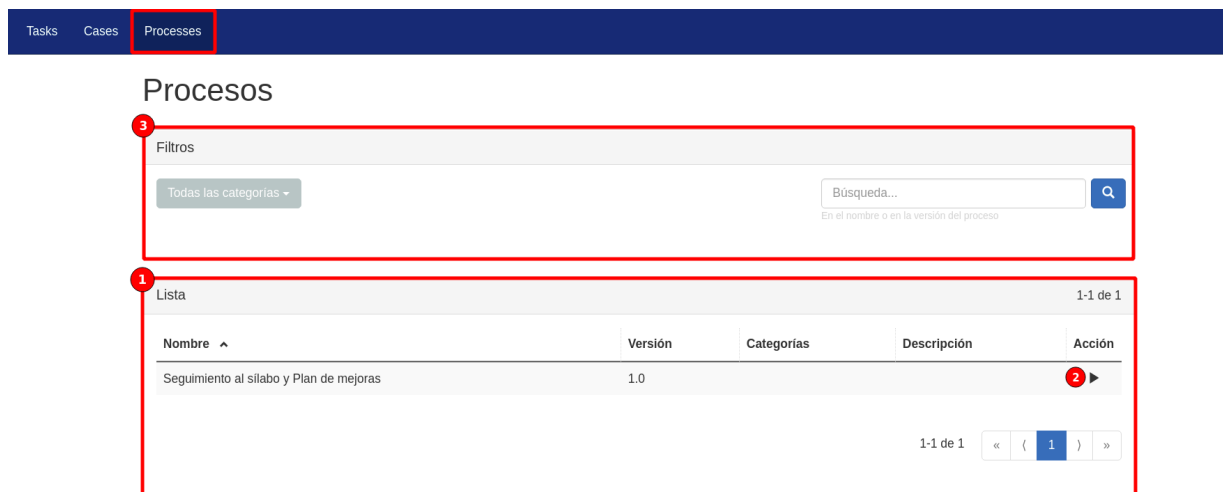 Tasks Cases Processes
Procesos
3
Filtros
Todas las categorías
Búsqueda...
En el nombre o en la versión del proceso
1
Lista 1-1 de 1
Nombre Versión Categorías Descripción Acción
Seguimiento al sílabo y Plan de mejoras 1.0 2
1-1 de 1 « ⟨ 1 ⟩ »